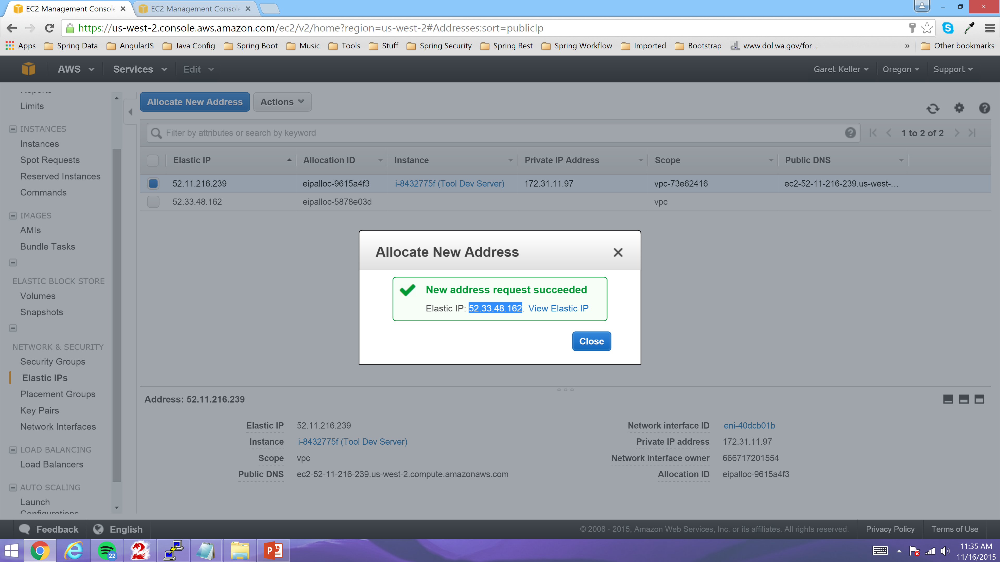 EC2 Management Console
EC2 Management Console
https://us-west-2.console.aws.amazon.com/ec2/v2/home?region=us-west-2#Addresses:sort=publicIp
Apps Spring Data AngularJS Java Config Spring Boot Music Tools Stuff Spring Security Spring Rest Spring Workflow Imported Bootstrap www.dol.wa.gov/for... » Other bookmarks
AWS Services Edit Garet Keller Oregon Support
Limits
INSTANCES
Instances
Spot Requests
Reserved Instances
Commands
IMAGES
AMIs
Bundle Tasks
ELASTIC BLOCK STORE
Volumes
Snapshots
NETWORK & SECURITY
Security Groups
Elastic IPs
Placement Groups
Key Pairs
Network Interfaces
LOAD BALANCING
Load Balancers
AUTO SCALING
Launch
Configurations
Allocate New Address Actions
Filter by attributes or search by keyword 1 to 2 of 2
Elastic IP Allocation ID Instance Private IP Address Scope Public DNS
52.11.216.239 eipalloc-9615a4f3 i-8432775f (Tool Dev Server) 172.31.11.97 vpc-73e62416 ec2-52-11-216-239.us-west-...
52.33.48.162 eipalloc-5878e03d vpc
Allocate New Address
New address request succeeded
Elastic IP: 52.33.48.162. View Elastic IP
Close
Address: 52.11.216.239
Elastic IP 52.11.216.239 Network interface ID eni-40dcb01b
Instance i-8432775f (Tool Dev Server) Private IP address 172.31.11.97
Scope vpc Network interface owner 666717201554
Public DNS ec2-52-11-216-239.us-west-2.compute.amazonaws.com Allocation ID eipalloc-9615a4f3
Feedback English © 2008 - 2015, Amazon Web Services, Inc. or its affiliates. All rights reserved. Privacy Policy Terms of Use
22
11:35 AM
11/16/2015